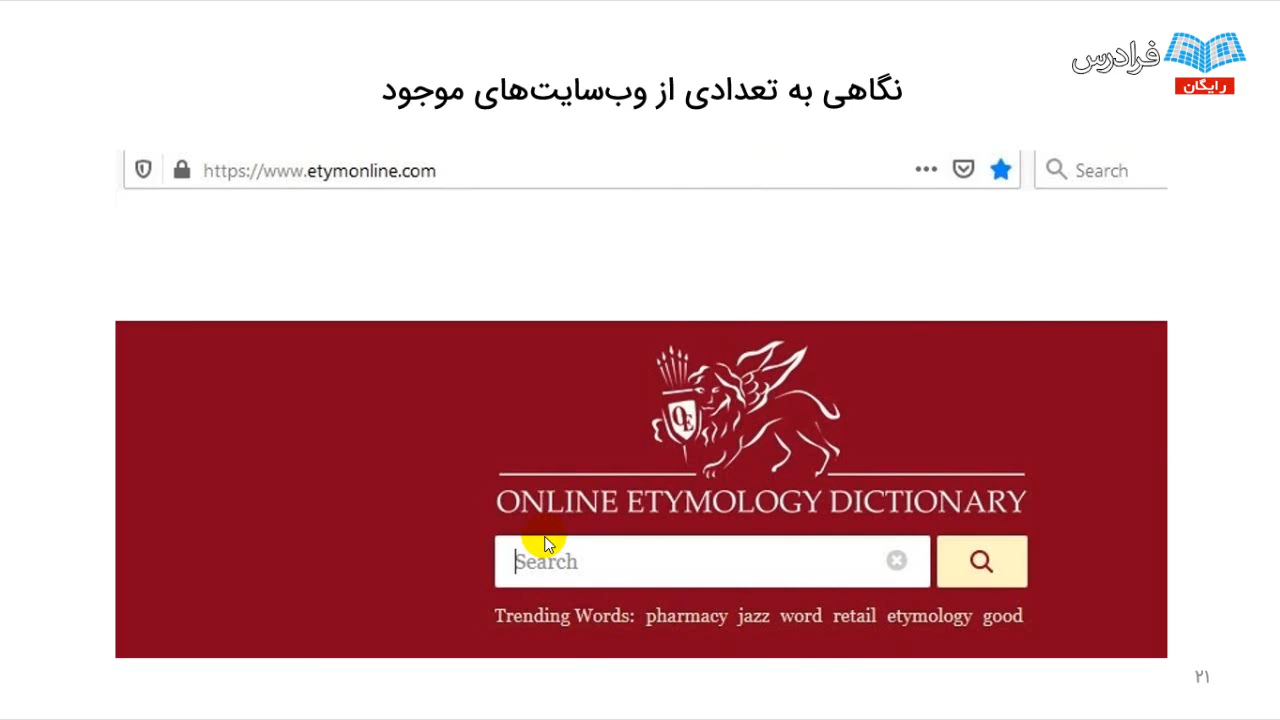 فرادرس
رایگان
نگاهی به تعدادی از وب‌سایت‌های موجود
https://www.etymonline.com
Search
OE
ONLINE ETYMOLOGY DICTIONARY
Search
Trending Words: pharmacy jazz word retail etymology good
۲۱